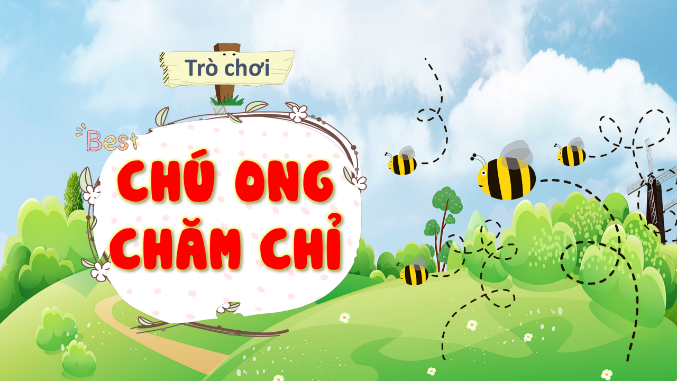 Trò chơi
Best
CHÚ ONG
CHĂM CHỈ